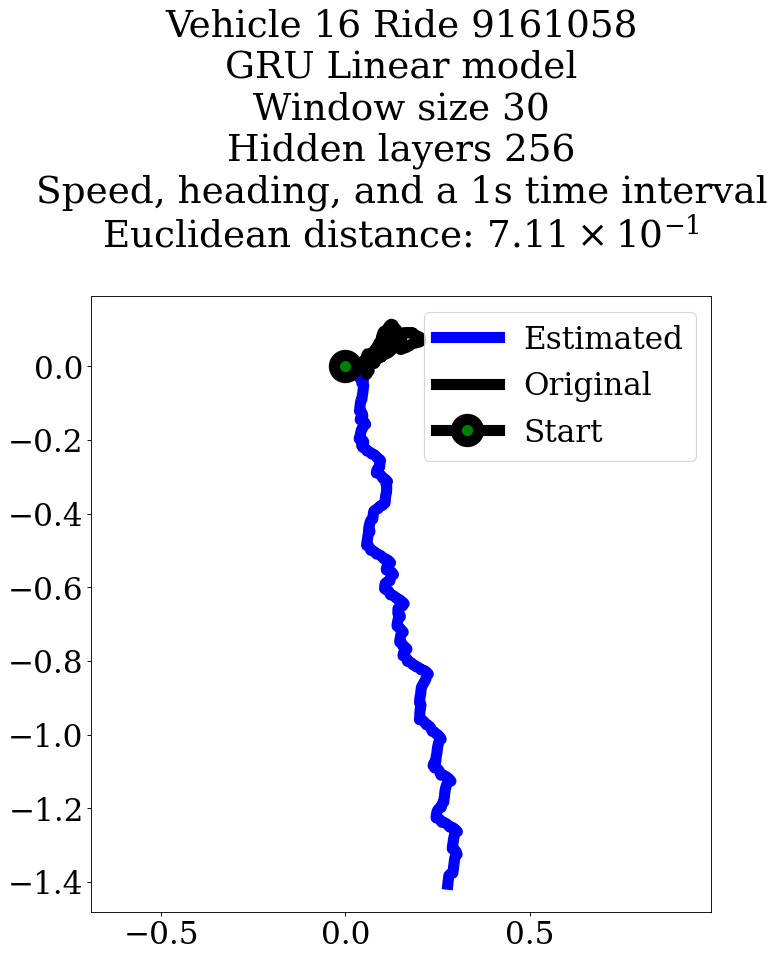 Vehicle 16 Ride 9161058
GRU Linear model
Window size 30
Hidden layers 256
Speed, heading, and a 1s time interval
Euclidean distance: 7.11 × 10⁻¹
Estimated
Original
Start
0.0
−0.2
−0.4
−0.6
−0.8
−1.0
−1.2
−1.4
−0.5 0.0 0.5